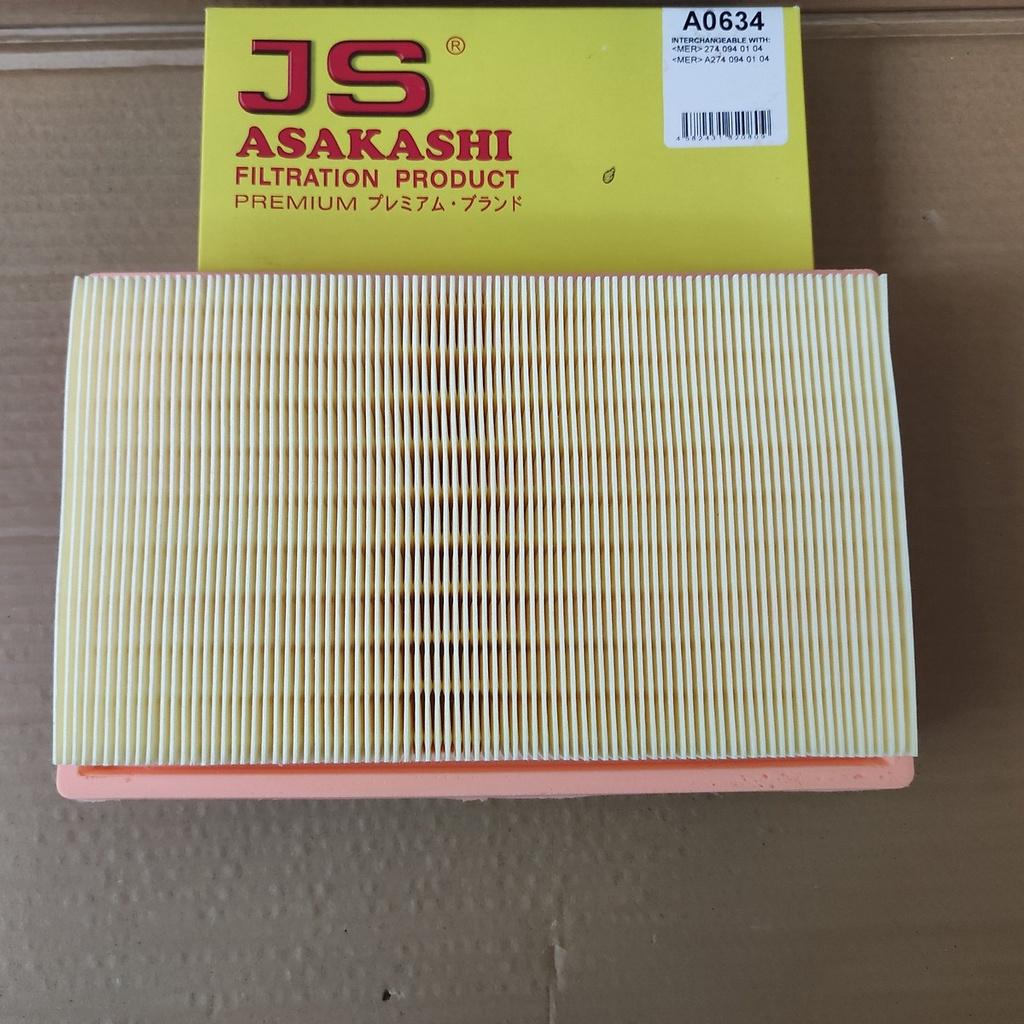 JS®
ASAKASHI
FILTRATION PRODUCT
PREMIUM プレミアム・ブランド
A0634
INTERCHANGEABLE WITH:
<MER> 274 094 01 04
<MER> A274 094 01 04